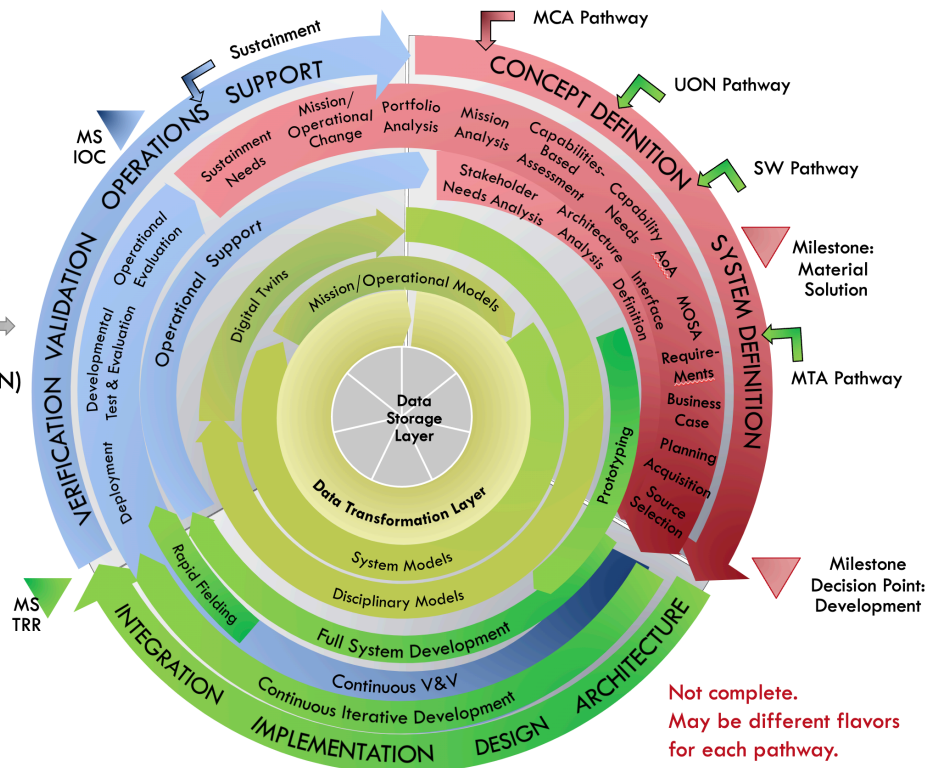 MCA Pathway
UON Pathway
SW Pathway
Milestone:
Material
Solution
MTA Pathway
Milestone
Decision Point:
Development
Sustainment
MS
IOC
N)
MS
TRR
OPERATIONS SUPPORT
CONCEPT DEFINITION
SYSTEM DEFINITION
ARCHITECTURE
DESIGN
IMPLEMENTATION
INTEGRATION
VERIFICATION VALIDATION
Sustainment
Needs
Mission/
Operational
Change
Portfolio
Analysis
Mission
Analysis
Capabilities-
Based
Assessment
Capability
Needs
AoA
MOSA
Require-
Ments
Business
Case
Planning
Acquisition
Source
Selection
Stakeholder
Needs Analysis
Architecture
Analysis
Interface
Definition
Prototyping
Operational
Evaluation
Developmental
Test & Evaluation
Deployment
Operational Support
Digital Twins
Mission/Operational Models
Data
Storage
Layer
Data Transformation Layer
System Models
Disciplinary Models
Rapid Fielding
Full System Development
Continuous V&V
Continuous Iterative Development
Not complete.
May be different flavors
for each pathway.